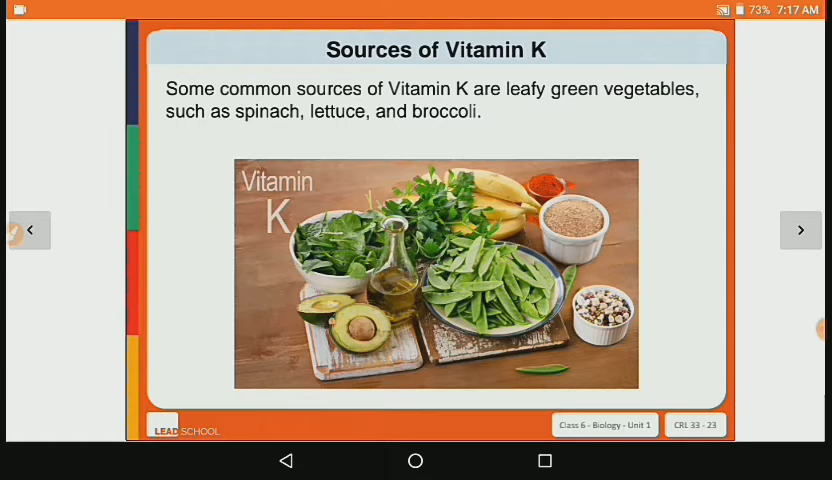 73% 7:17 AM
Sources of Vitamin K
Some common sources of Vitamin K are leafy green vegetables,
such as spinach, lettuce, and broccoli.
Vitamin
K
LEAD SCHOOL
Class 6 - Biology - Unit 1
CRL 33 - 23